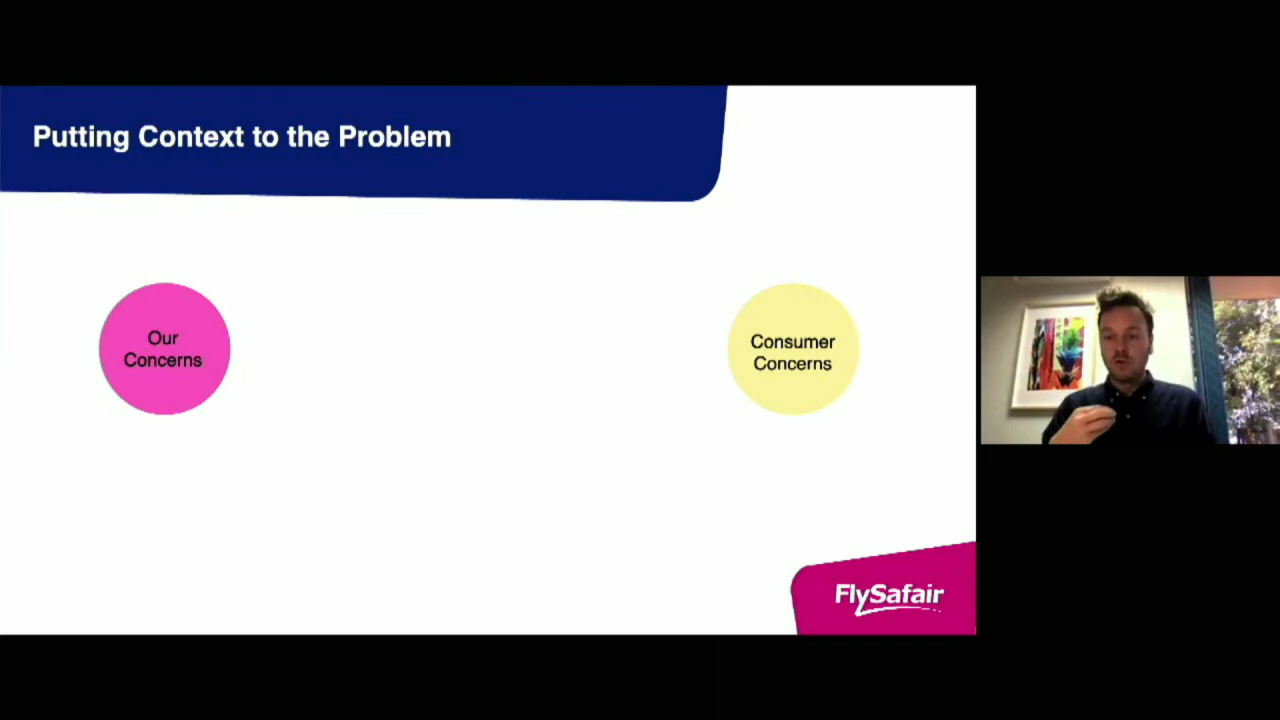 Putting Context to the Problem
Our
Concerns
Consumer
Concerns
FlySafair